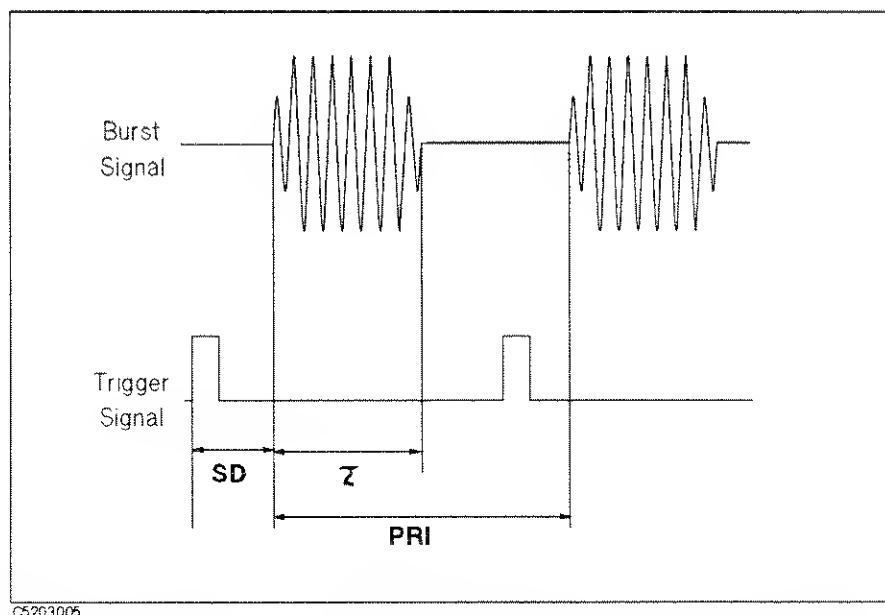 Burst
Signal
Trigger
Signal
SD
τ
PRI
C5203005